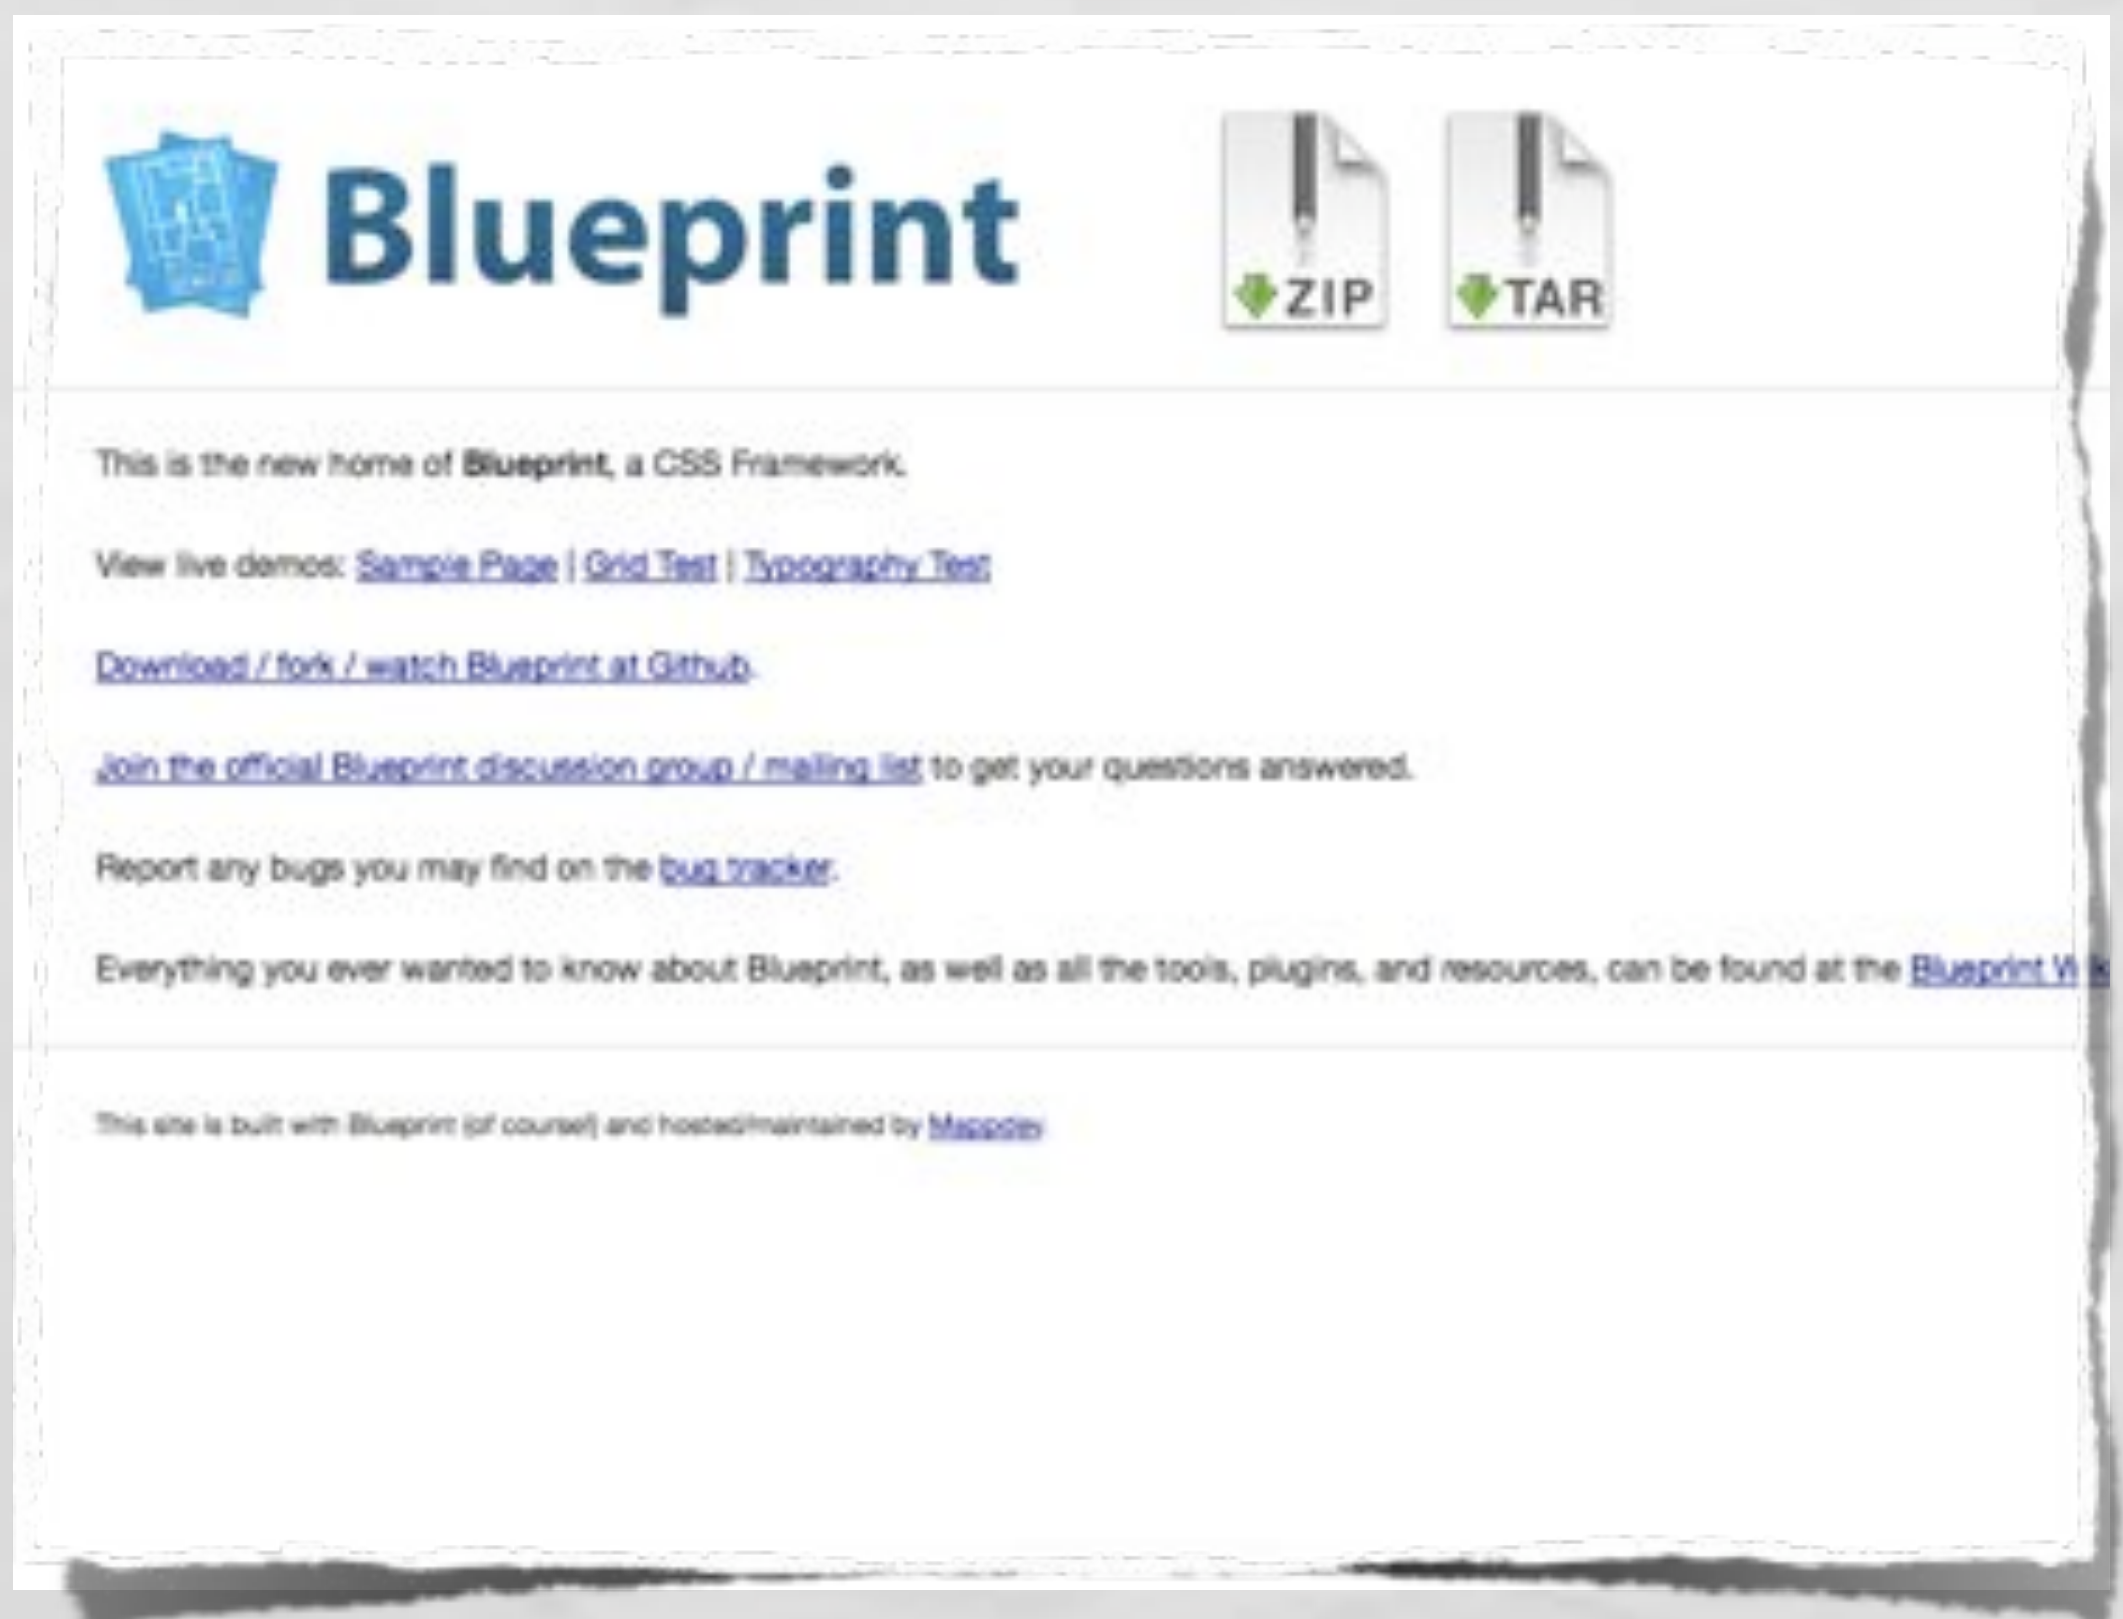 Blueprint
ZIP
TAR
This is the new home of Blueprint, a CSS Framework.
View live demos: Sample Page | Grid Test | Typography Test
Download / fork / watch Blueprint at Github.
Join the official Blueprint discussion group / mailing list to get your questions answered.
Report any bugs you may find on the bug tracker.
Everything you ever wanted to know about Blueprint, as well as all the tools, plugins, and resources, can be found at the Blueprint Wik
This site is built with Blueprint (of course!) and hosted/maintained by Mappdev